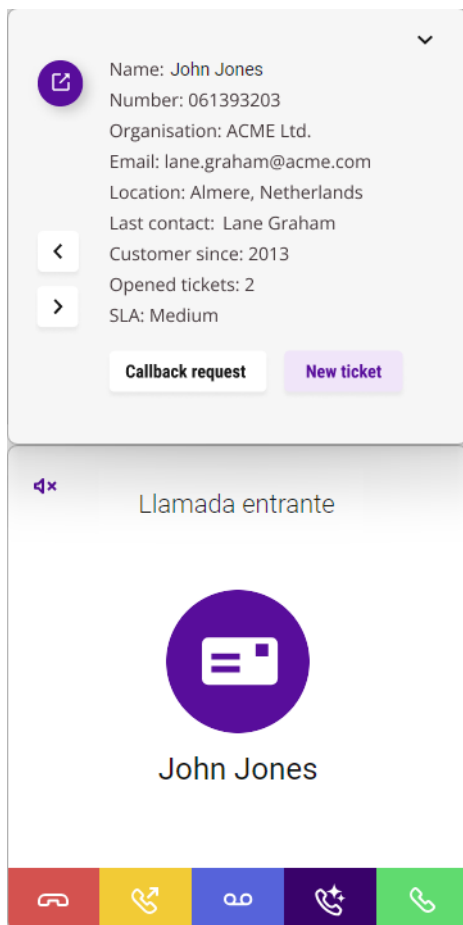 Name: John Jones
Number: 061393203
Organisation: ACME Ltd.
Email: lane.graham@acme.com
Location: Almere, Netherlands
Last contact: Lane Graham
Customer since: 2013
Opened tickets: 2
SLA: Medium
Callback request New ticket
Llamada entrante
John Jones